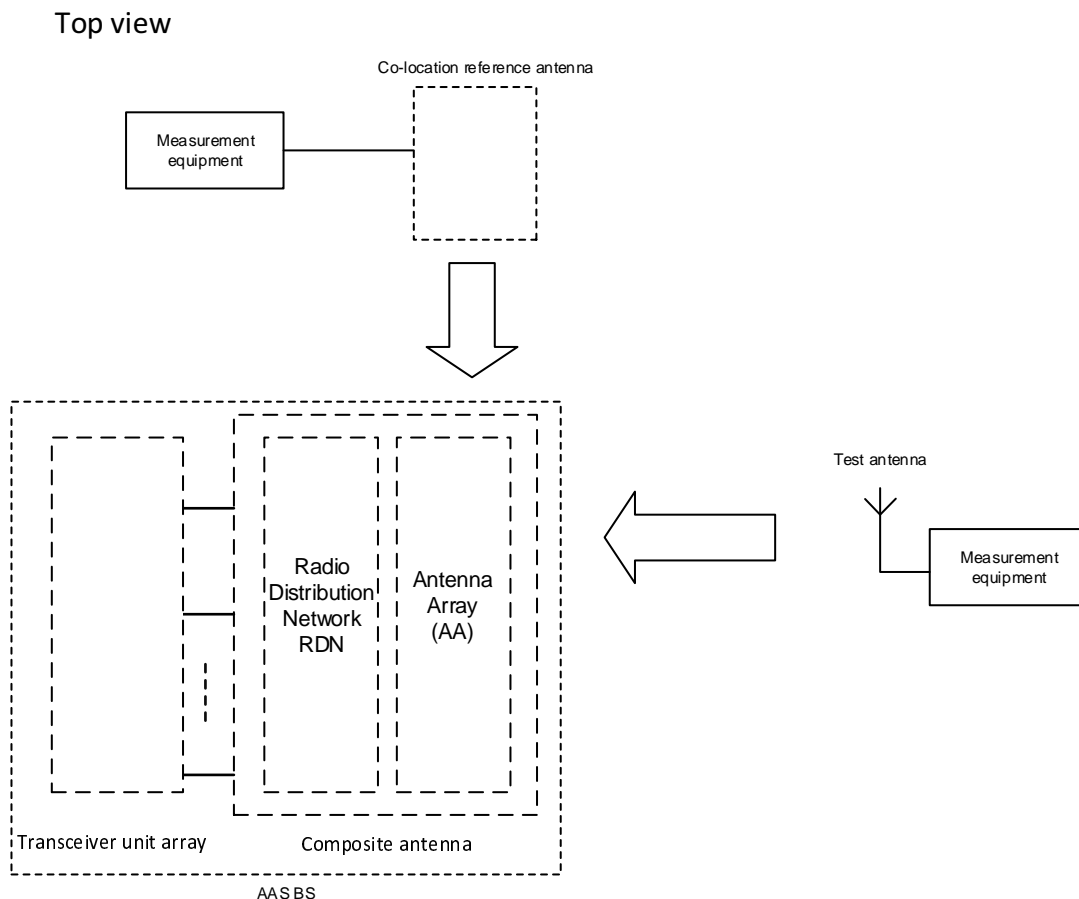 Top view
Co-location reference antenna
Measurement
equipment
Test antenna
Measurement
equipment
Radio
Distribution
Network
RDN
Antenna
Array
(AA)
Transceiver unit array
Composite antenna
AAS BS